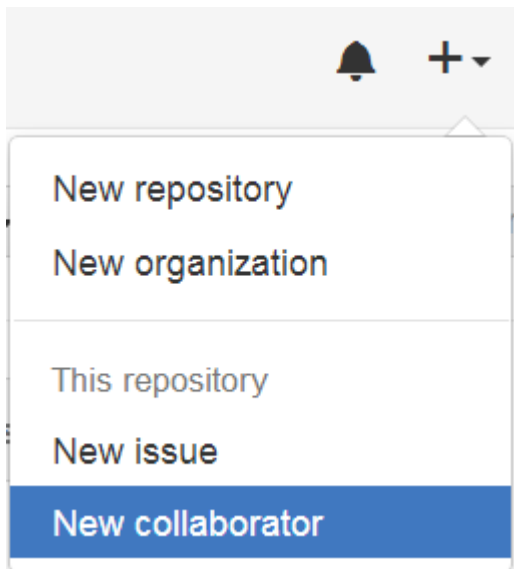 New repository
New organization
This repository
New issue
New collaborator